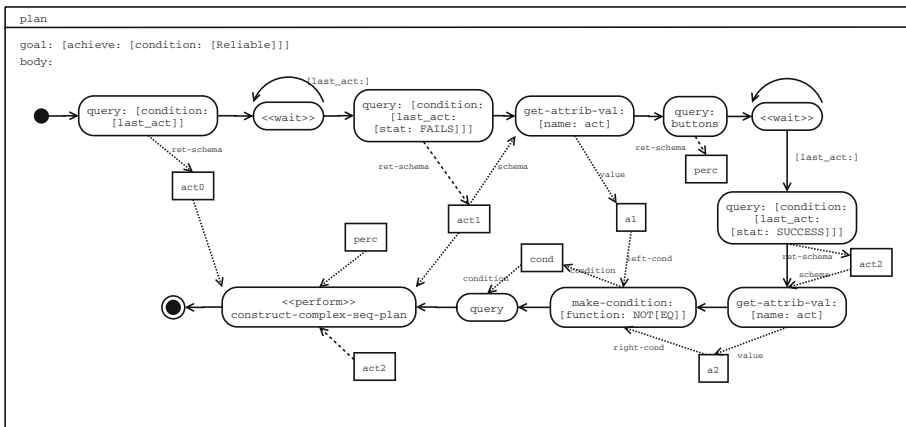 plan
goal: [achieve: [condition: [Reliable]]]
body:
[last_act:]
query: [condition:
[last_act]]
<<wait>>
query: [condition:
[last_act:
[stat: FAILS]]]
get-attrib-val:
[name: act]
query:
buttons
<<wait>>
ret-schema
ret-schema
schema
value
ret-schema
perc
[last_act:]
act0
act1
a1
query: [condition:
[last_act:
[stat: SUCCESS]]]
perc
cond
left-cond
ret-schema
act2
condition
condition
schema
<<perform>>
construct-complex-seq-plan
query
make-condition:
[function: NOT[EQ]]
get-attrib-val:
[name: act]
right-cond
value
act2
a2